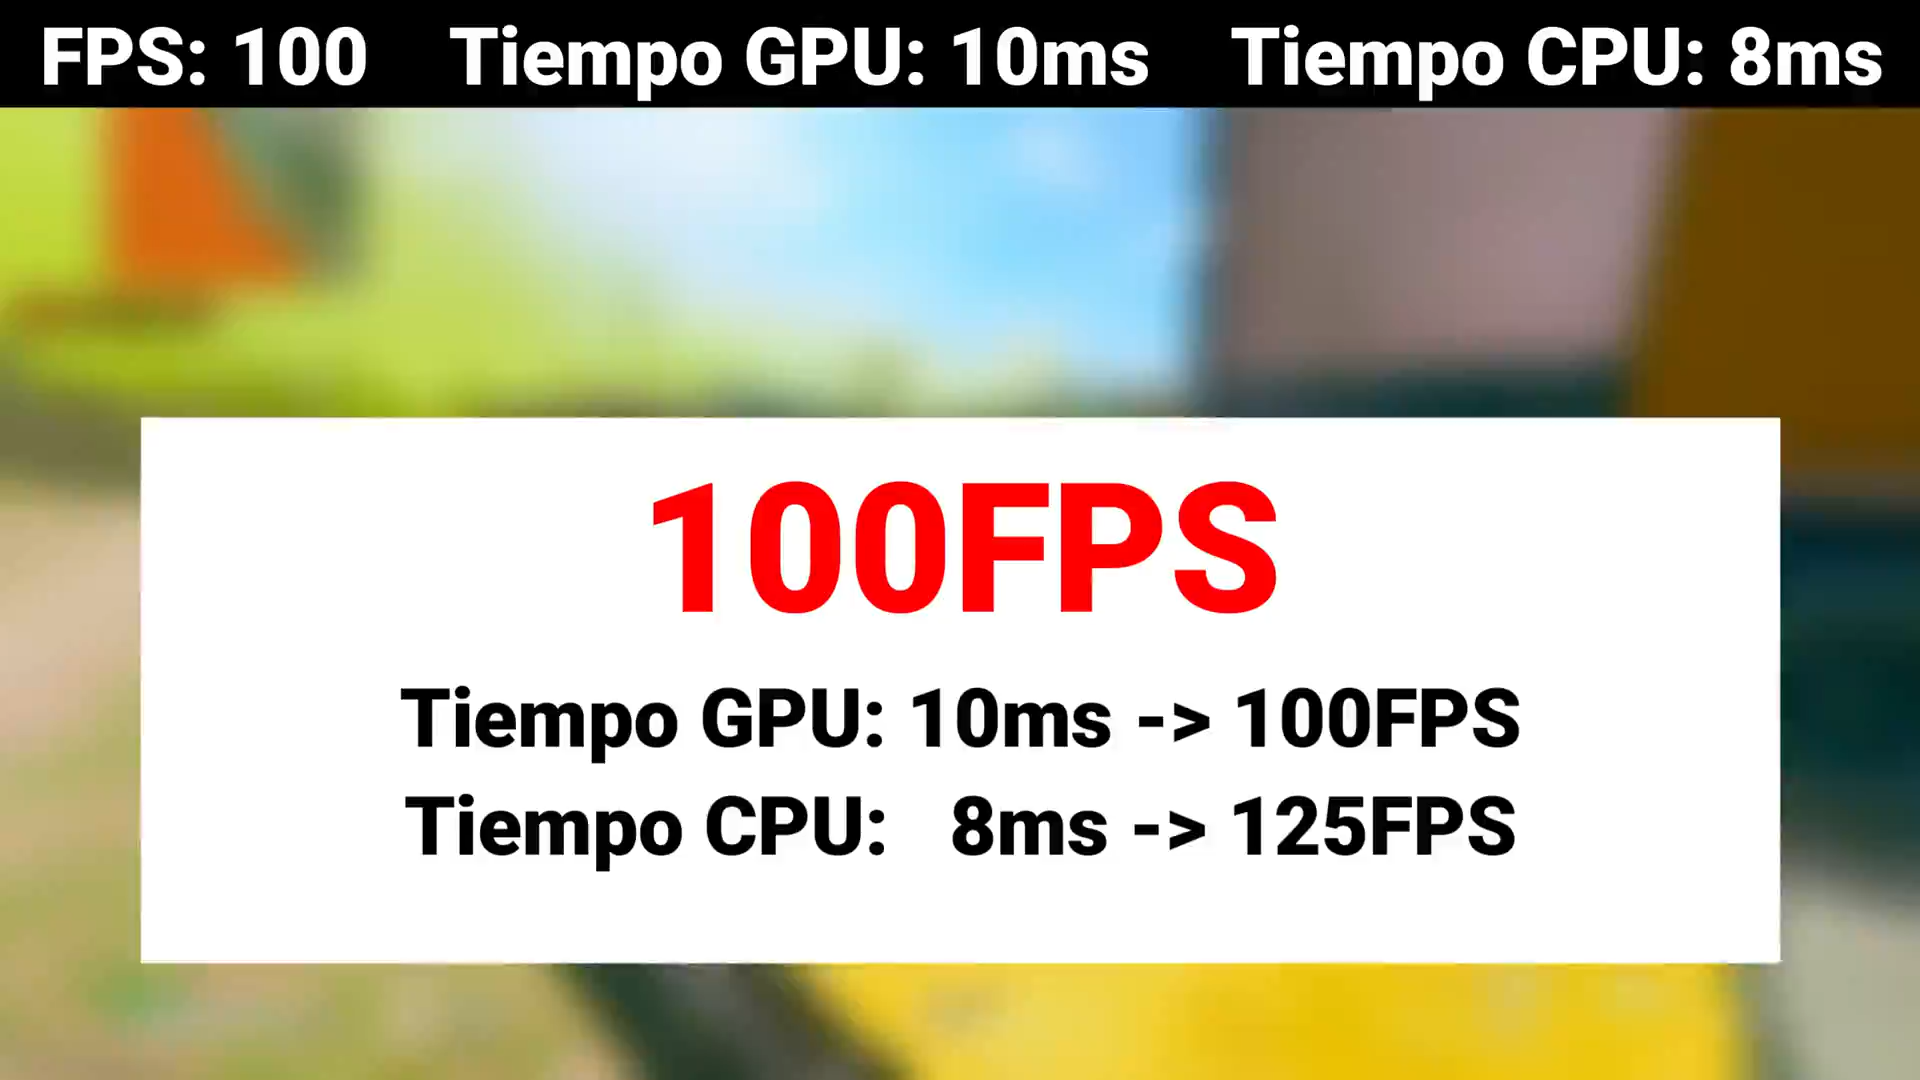 FPS: 100 Tiempo GPU: 10ms Tiempo CPU: 8ms
100FPS
Tiempo GPU: 10ms -> 100FPS
Tiempo CPU: 8ms -> 125FPS